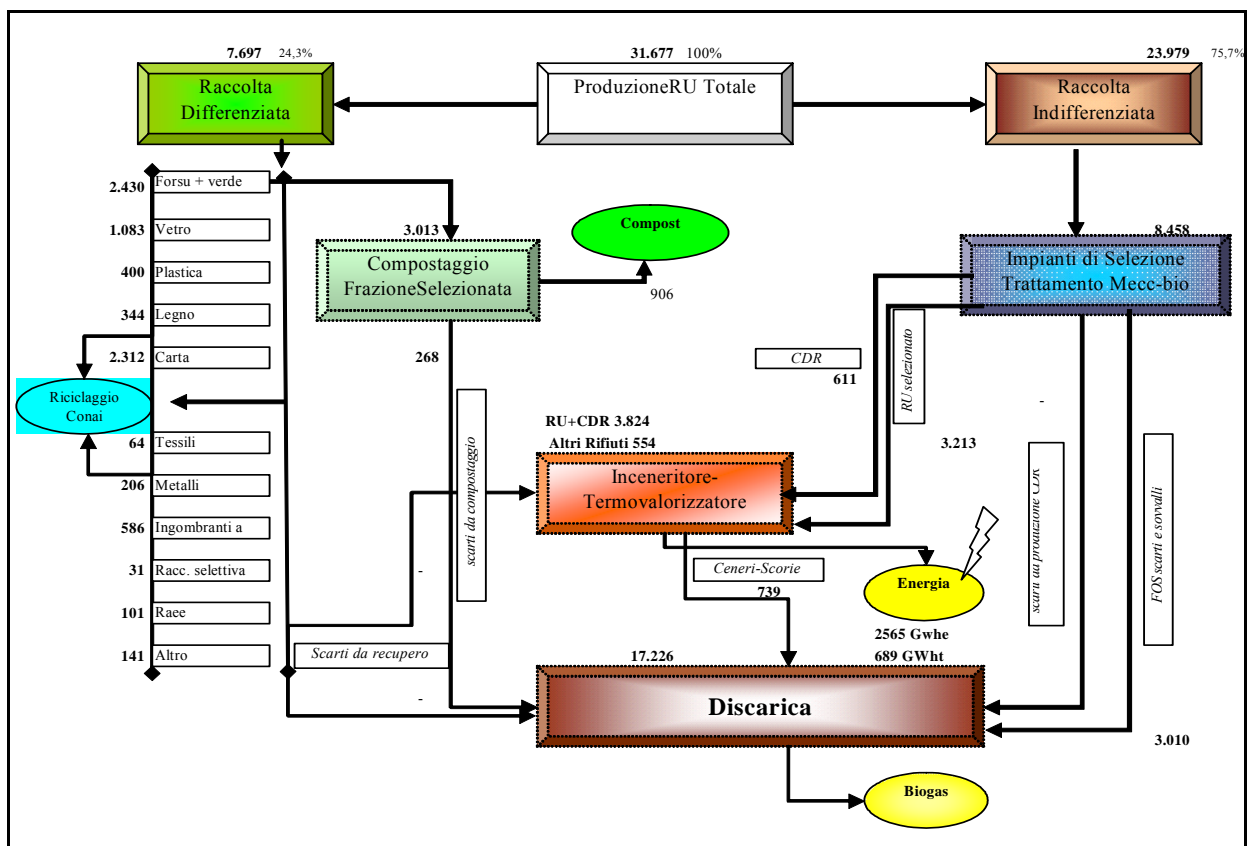 7.697 24,3%
31.677 100%
23.979 75,7%
Raccolta
Differenziata
ProduzioneRU Totale
Raccolta
Indifferenziata
2.430 Forsu + verde
1.083 Vetro
400 Plastica
344 Legno
2.312 Carta
Riciclaggio
Conai
64 Tessili
206 Metalli
586 Ingombranti a
31 Racc. selettiva
101 Raee
141 Altro
3.013
Compostaggio
FrazioneSelezionata
Compost
906
8.458
Impianti di Selezione
Trattamento Mecc-bio
268
scarti da compostaggio
CDR
611
RU selezionato
3.213
-
RU+CDR 3.824
Altri Rifiuti 554
Inceneritore-
Termovalorizzatore
-
Ceneri-Scorie
739
Energia
2565 Gwhe
689 GWht
scarti da produzione CDR
FOS scarti e sovvalli
Scarti da recupero
-
17.226
Discarica
3.010
Biogas